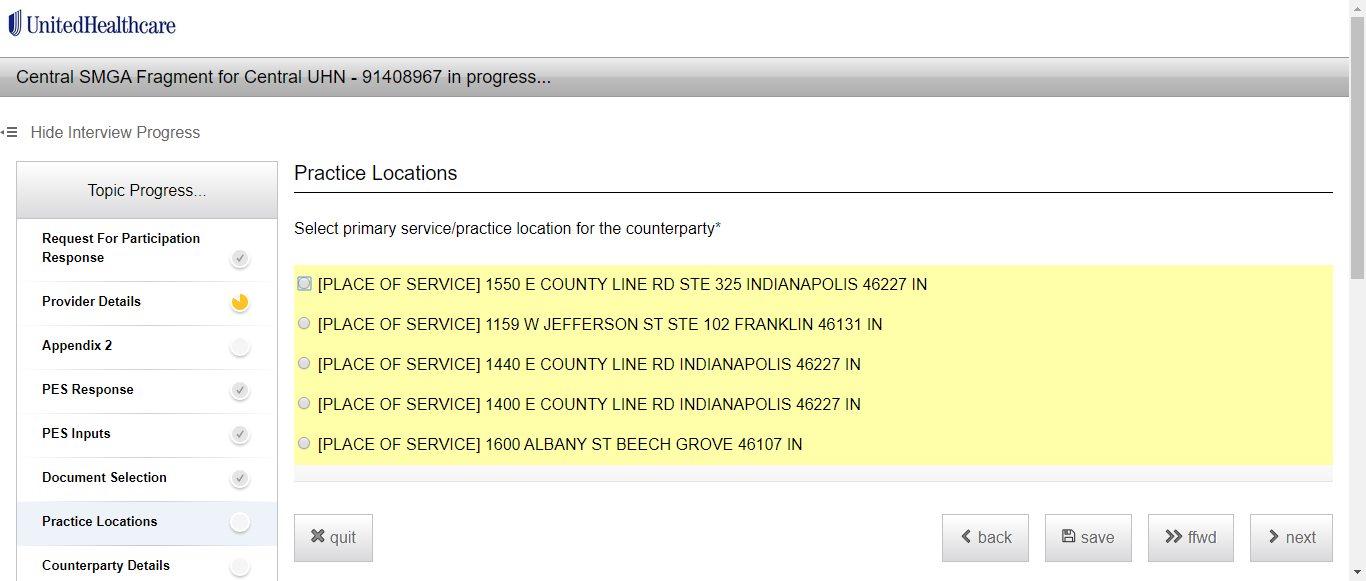 UnitedHealthcare
Central SMGA Fragment for Central UHN - 91408967 in progress...
Hide Interview Progress
Topic Progress...
Request For Participation
Response
Provider Details
Appendix 2
PES Response
PES Inputs
Document Selection
Practice Locations
Counterparty Details
Practice Locations
Select primary service/practice location for the counterparty*
[PLACE OF SERVICE] 1550 E COUNTY LINE RD STE 325 INDIANAPOLIS 46227 IN
[PLACE OF SERVICE] 1159 W JEFFERSON ST STE 102 FRANKLIN 46131 IN
[PLACE OF SERVICE] 1440 E COUNTY LINE RD INDIANAPOLIS 46227 IN
[PLACE OF SERVICE] 1400 E COUNTY LINE RD INDIANAPOLIS 46227 IN
[PLACE OF SERVICE] 1600 ALBANY ST BEECH GROVE 46107 IN
quit
back
save
ffwd
next